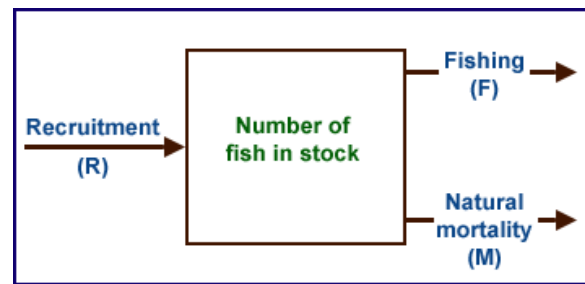 Recruitment
(R)
Number of
fish in stock
Fishing
(F)
Natural
mortality
(M)